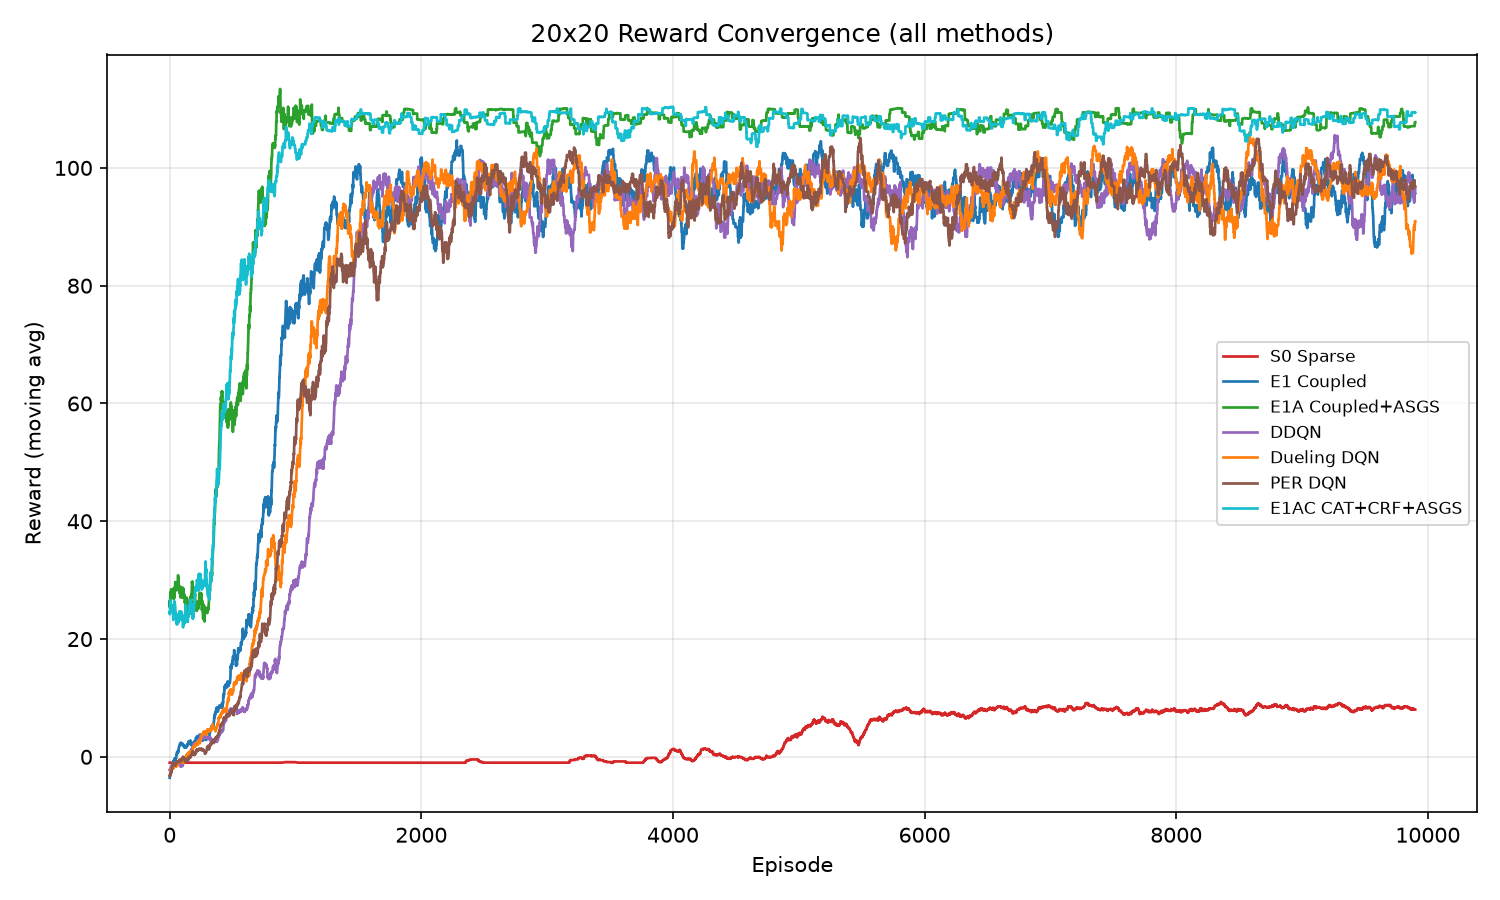 20x20 Reward Convergence (all methods)
Reward (moving avg)
100
80
60
40
20
0
0 2000 4000 6000 8000 10000
Episode
S0 Sparse
E1 Coupled
E1A Coupled+ASGS
DDQN
Dueling DQN
PER DQN
E1AC CAT+CRF+ASGS